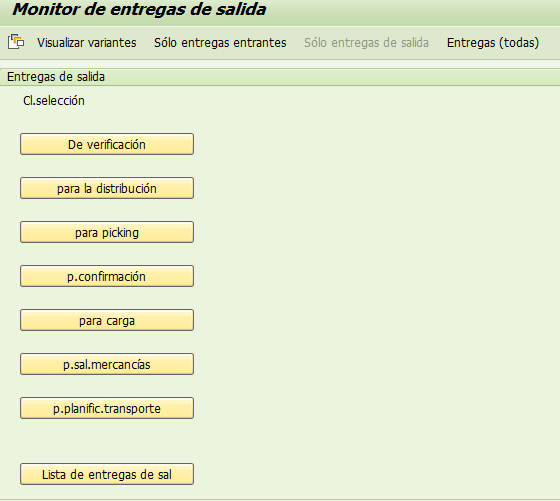 Monitor de entregas de salida
Visualizar variantes Sólo entregas entrantes Sólo entregas de salida Entregas (todas)
Entregas de salida
Cl.selección
De verificación
para la distribución
para picking
p.confirmación
para carga
p.sal.mercancías
p.planific.transporte
Lista de entregas de sal